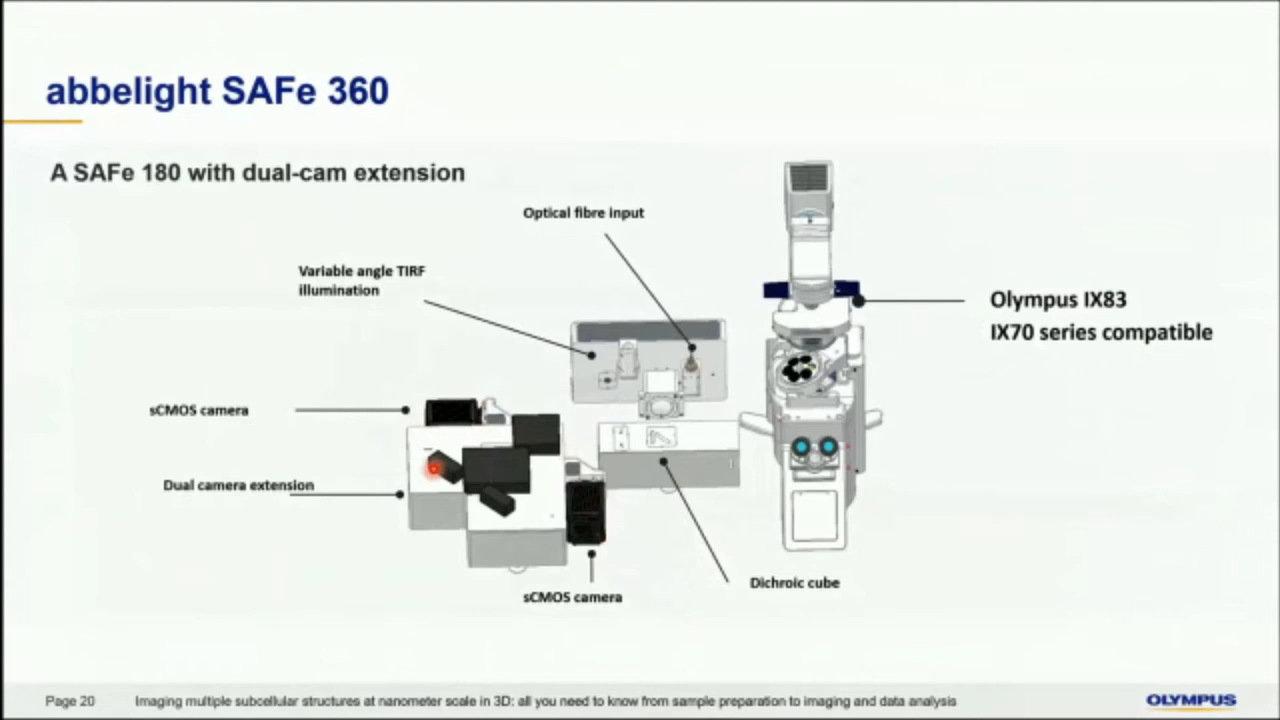 abbelight SAFe 360
A SAFe 180 with dual-cam extension
Optical fibre input
Variable angle TIRF
illumination
Olympus IX83
IX70 series compatible
sCMOS camera
Dual camera extension
Dichroic cube
sCMOS camera
Page 20
Imaging multiple subcellular structures at nanometer scale in 3D: all you need to know from sample preparation to imaging and data analysis
OLYMPUS